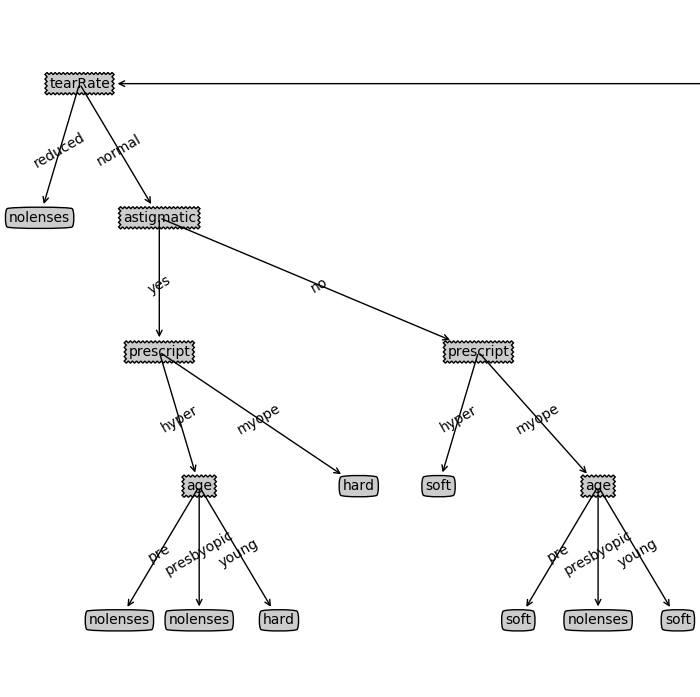 tearRate
reduced
normal
nolenses
astigmatic
yes
no
prescript
prescript
hyper
myope
hyper
myope
age
hard
soft
age
pre
presbyopic
young
pre
presbyopic
young
nolenses
nolenses
hard
soft
nolenses
soft